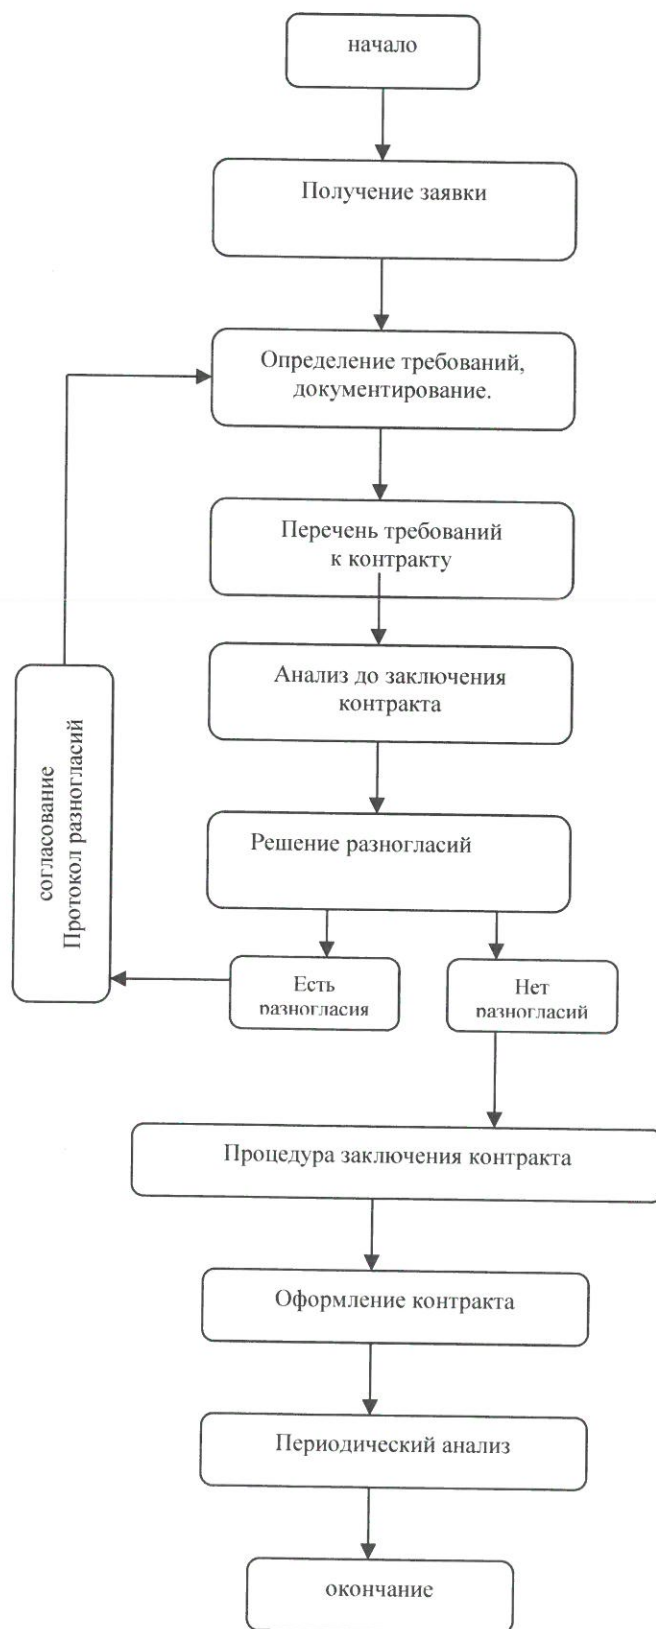 начало
Получение заявки
Определение требований,
документирование.
Перечень требований
к контракту
Анализ до заключения
контракта
согласование
Протокол разногласий
Решение разногласий
Есть
разногласия
Нет
разногласий
Процедура заключения контракта
Оформление контракта
Периодический анализ
окончание